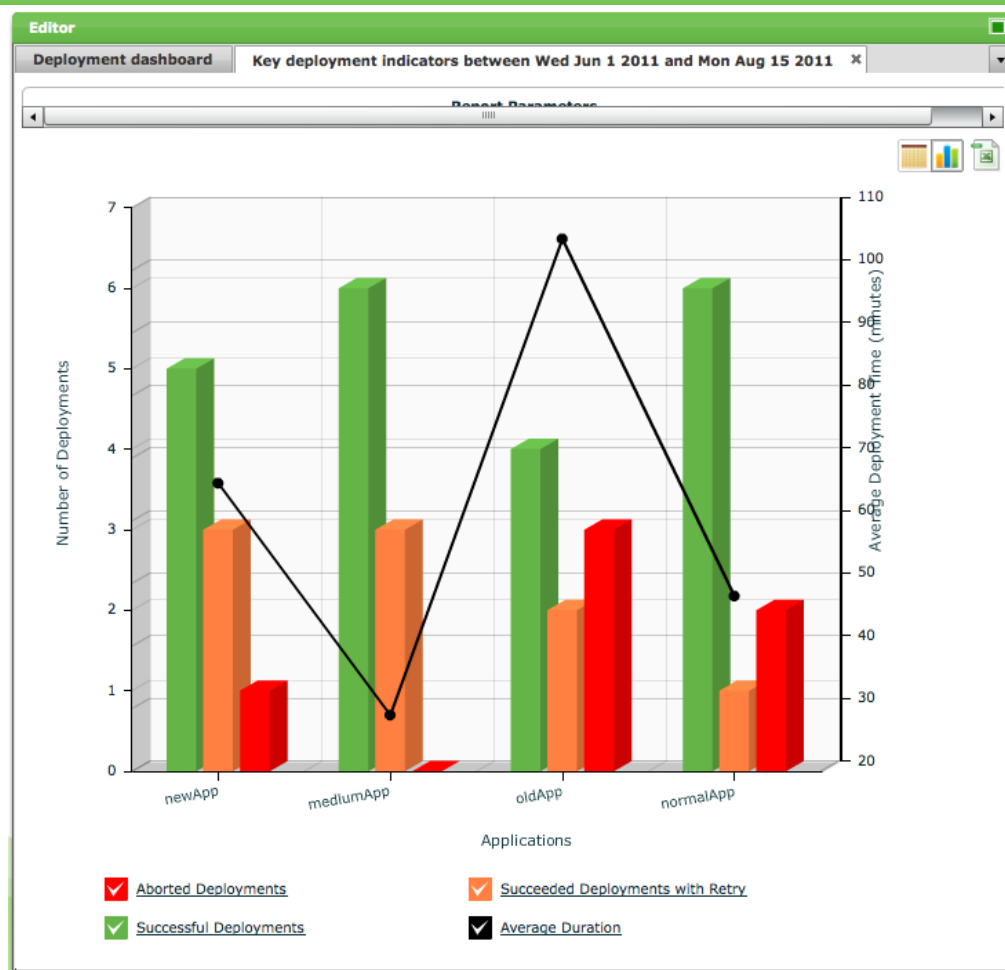 Editor
Deployment dashboard
Key deployment indicators between Wed Jun 1 2011 and Mon Aug 15 2011
Report Parameters
7
6
5
4
3
2
1
0
Number of Deployments
110
100
90
80
70
60
50
40
30
20
Average Deployment Time (minutes)
newApp
mediumApp
oldApp
normalApp
Applications
Aborted Deployments
Succeeded Deployments with Retry
Successful Deployments
Average Duration